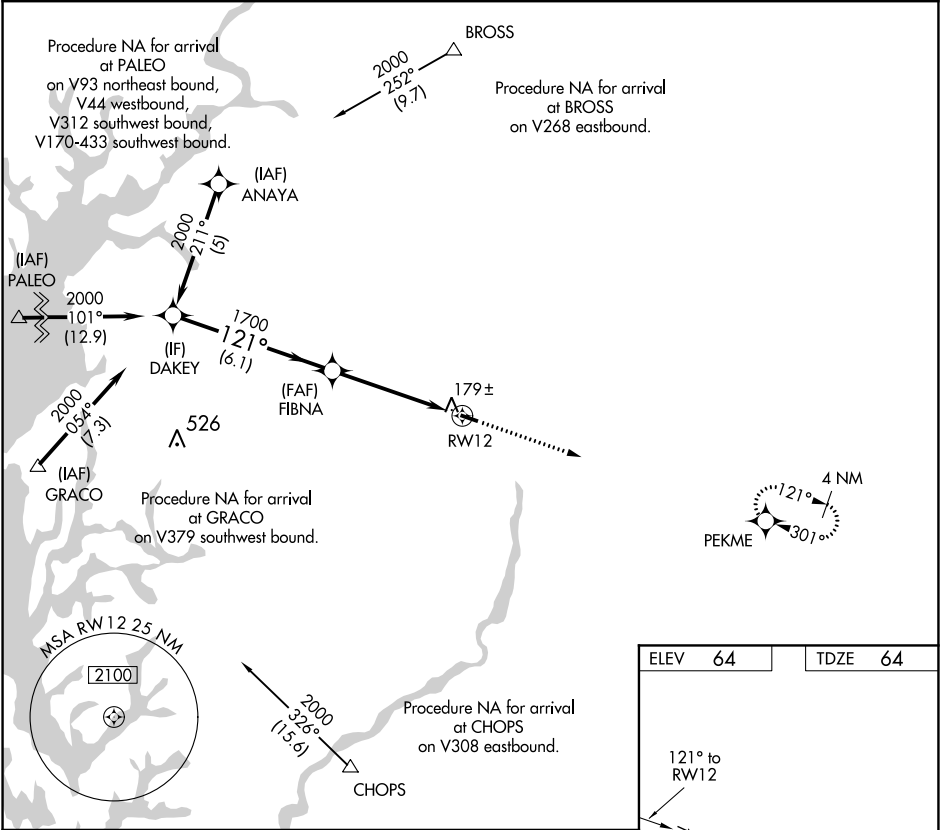 Procedure NA for arrival
at PALEO
on V93 northeast bound,
V44 westbound,
V312 southwest bound,
V170-433 southwest bound.
BROSS
2000
252°
(9.7)
Procedure NA for arrival
at BROSS
on V268 eastbound.
(IAF)
ANAYA
2000
211°
(5)
(IAF)
PALEO
2000
101°
(12.9)
(IF)
DAKEY
1700
121°
(6.1)
(FAF)
FIBNA
179±
RW12
2000
054°
(7.3)
(IAF)
GRACO
526
Procedure NA for arrival
at GRACO
on V379 southwest bound.
4 NM
121°
301°
PEKME
MSA RW12 25 NM
2100
2000
326°
(15.6)
CHOPS
Procedure NA for arrival
at CHOPS
on V308 eastbound.
ELEV 64
TDZE 64
121° to
RW12